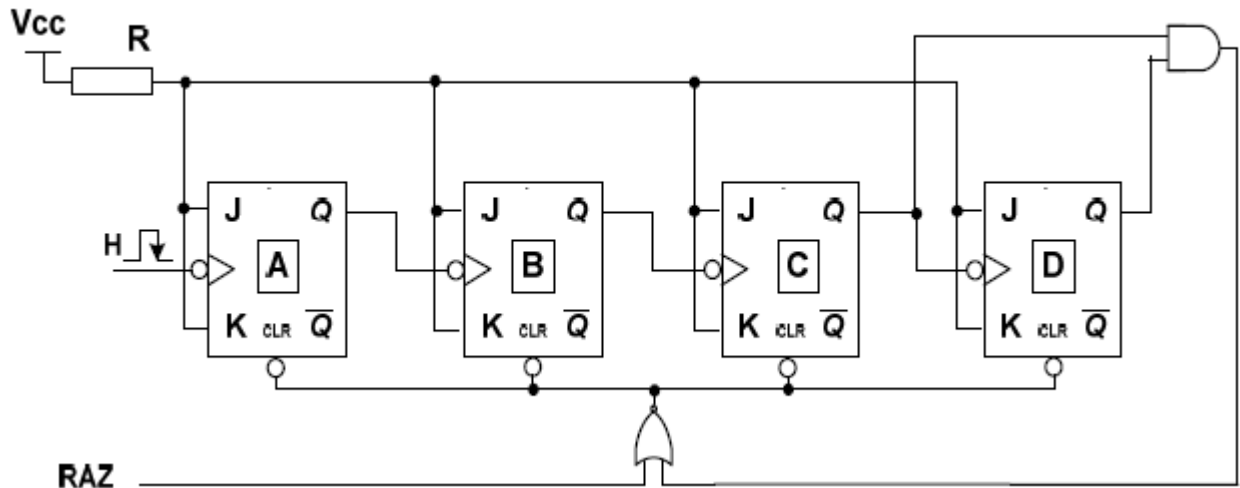 Vcc
R
J Q J Q J Q J Q
H A B C D
K CLR Q K CLR Q K CLR Q K CLR Q
RAZ